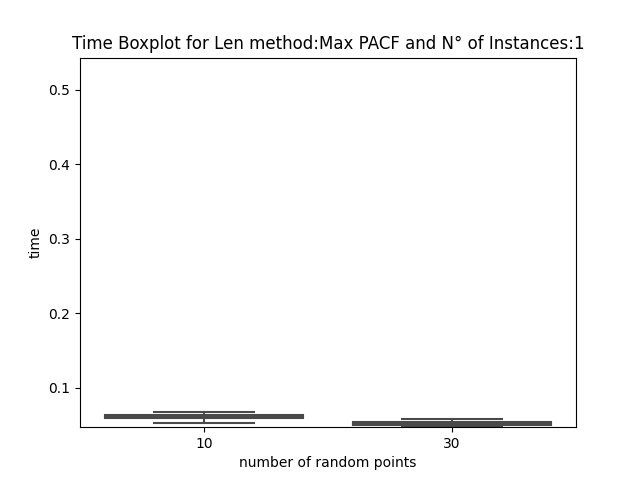 Time Boxplot for Len method:Max PACF and N° of Instances:1
0.5
0.4
0.3
time
0.2
0.1
10 30
number of random points